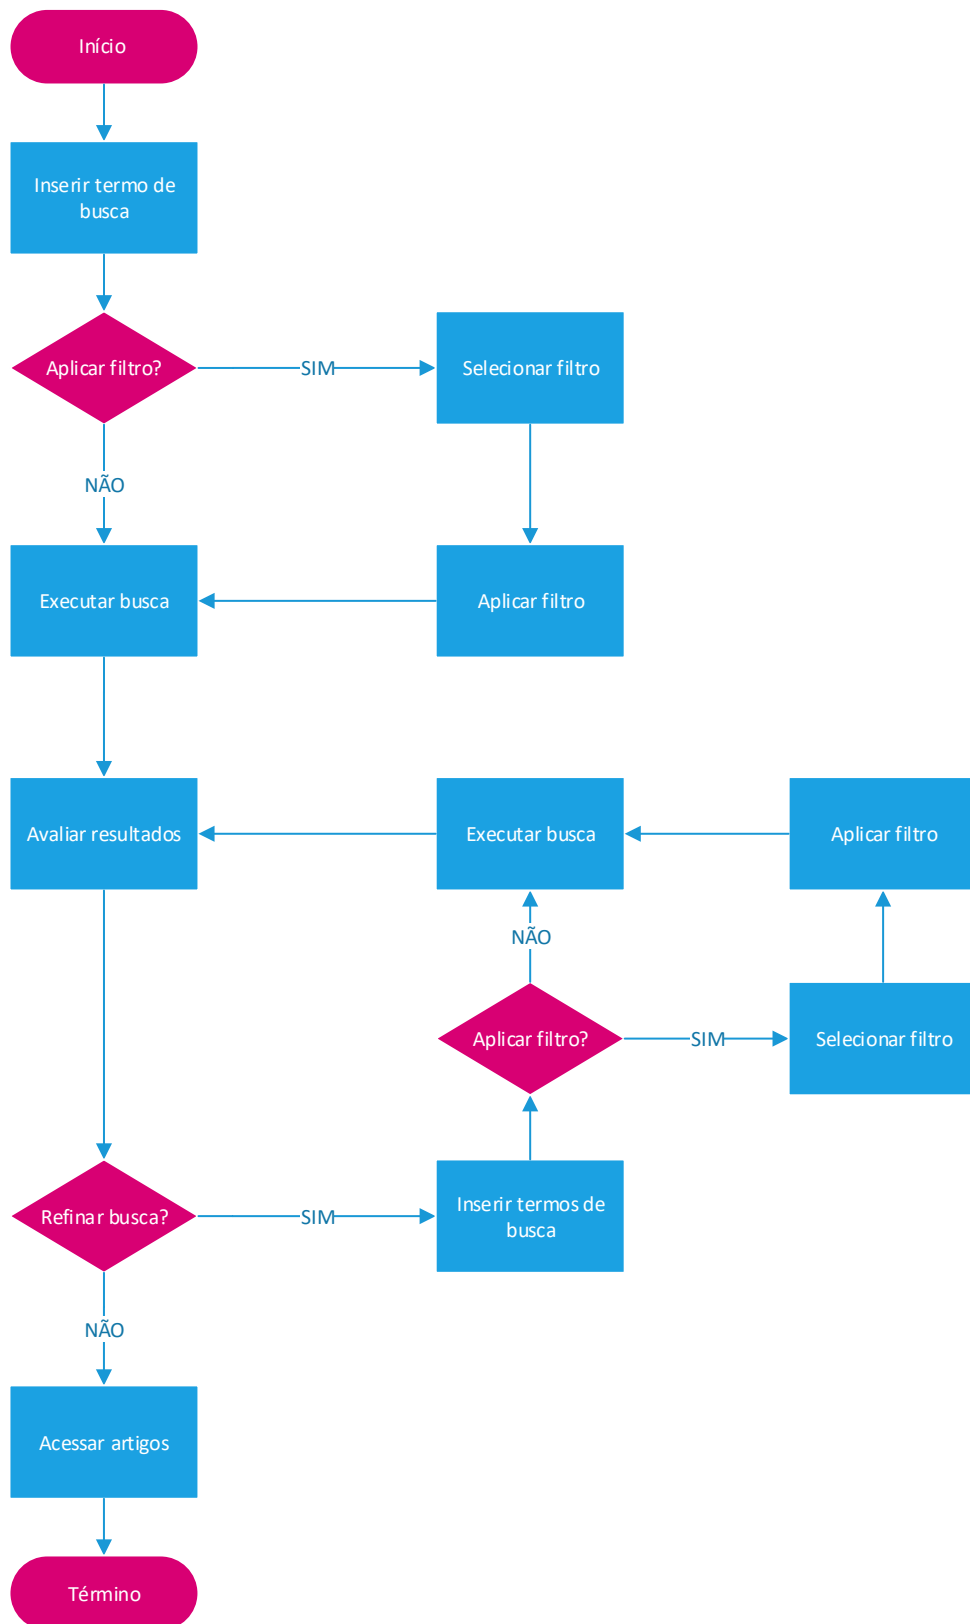 Início
Inserir termo de
busca
Aplicar filtro?
SIM
Selecionar filtro
NÃO
Executar busca
Aplicar filtro
Avaliar resultados
Executar busca
Aplicar filtro
NÃO
Aplicar filtro?
SIM
Selecionar filtro
Refinar busca?
SIM
Inserir termos de
busca
NÃO
Acessar artigos
Término